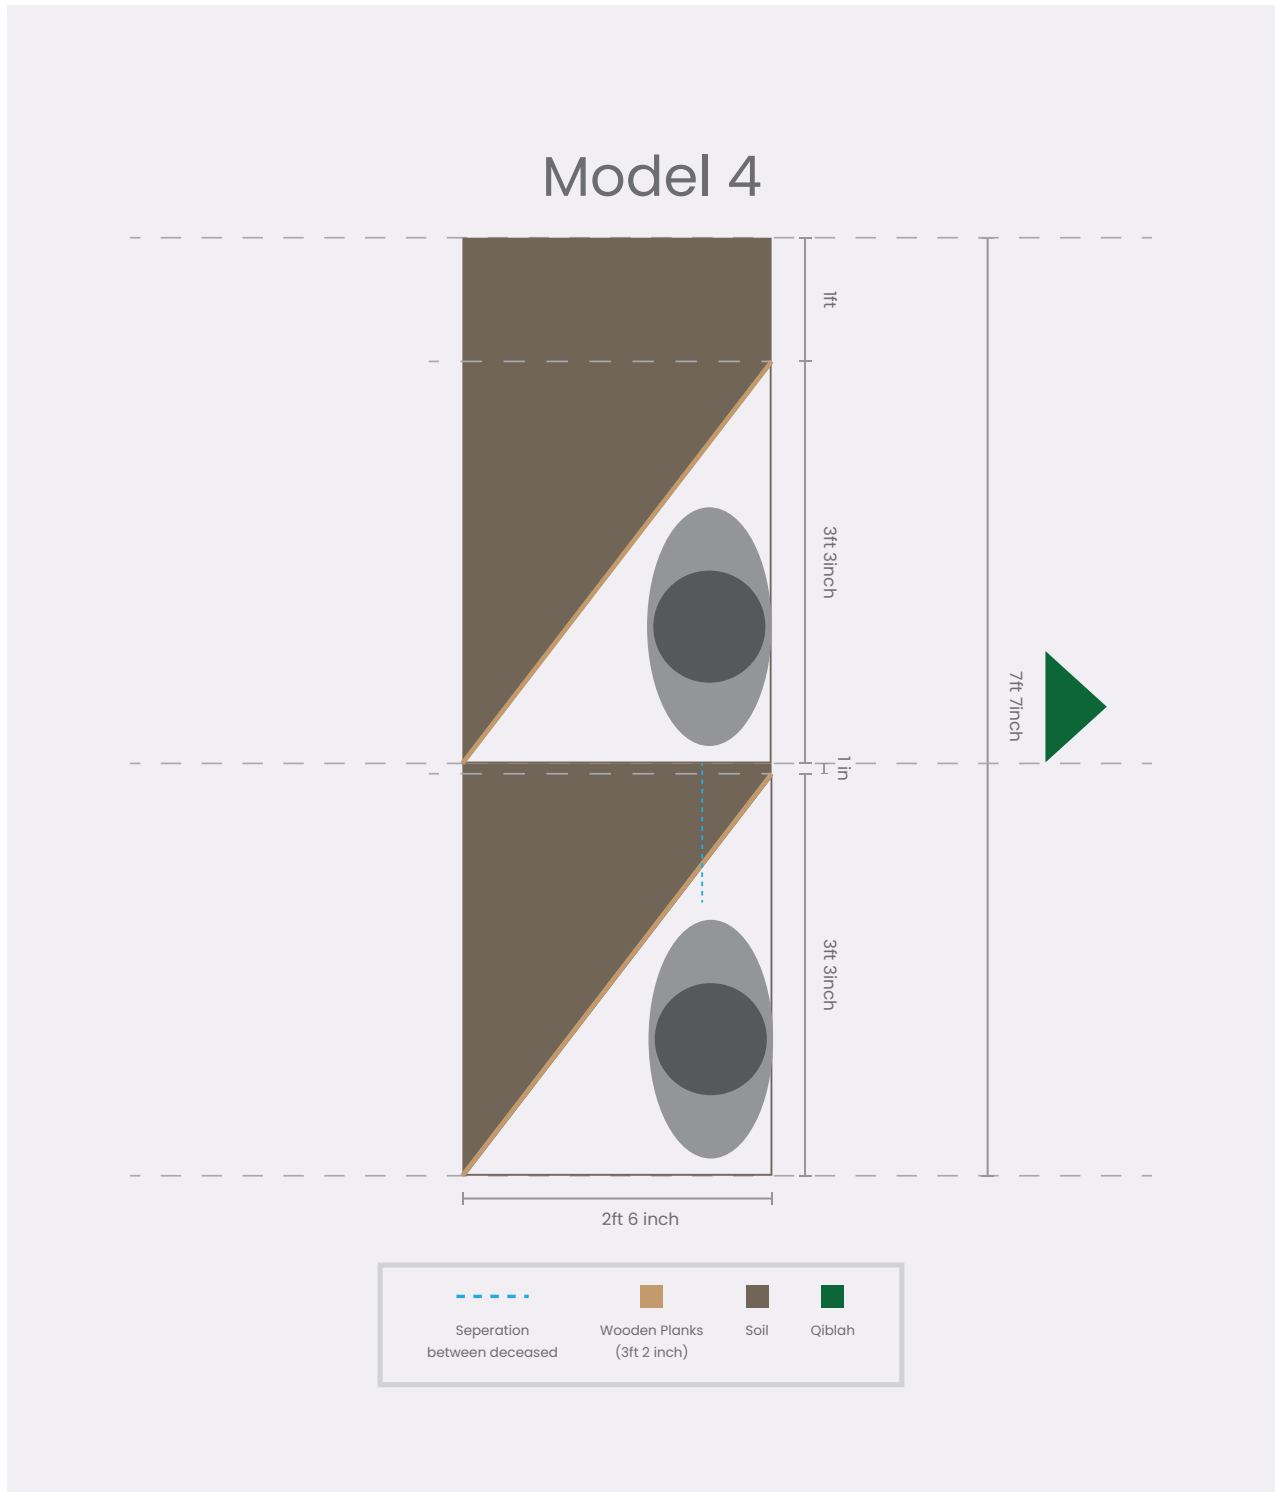 Model 4
1ft
3ft 3inch
7ft 7inch
1 in
3ft 3inch
2ft 6 inch
Seperation
between deceased
Wooden Planks
(3ft 2 inch)
Soil
Qiblah